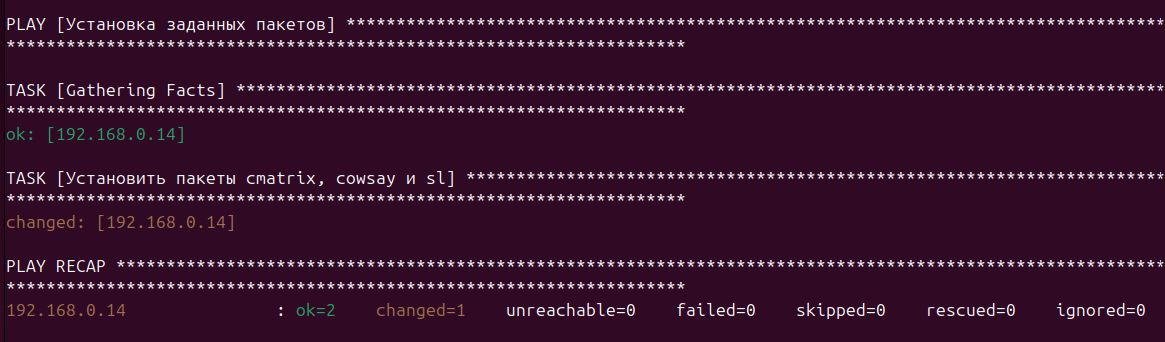 PLAY [Установка заданных пакетов] **********************************************************************************
********************************************************************
TASK [Gathering Facts] *********************************************************************************************
********************************************************************
ok: [192.168.0.14]
TASK [Установить пакеты cmatrix, cowsay и sl] **********************************************************************
********************************************************************
changed: [192.168.0.14]
PLAY RECAP *********************************************************************************************************
********************************************************************
192.168.0.14               : ok=2    changed=1    unreachable=0    failed=0    skipped=0    rescued=0    ignored=0